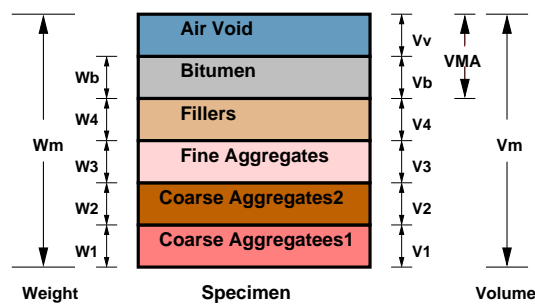 Air Void
Vv
VMA
Wb
Bitumen
Vb
W4
Fillers
V4
Wm
W3
Fine Aggregates
V3
Vm
W2
Coarse Aggregates2
V2
W1
Coarse Aggregatees1
V1
Weight
Specimen
Volume